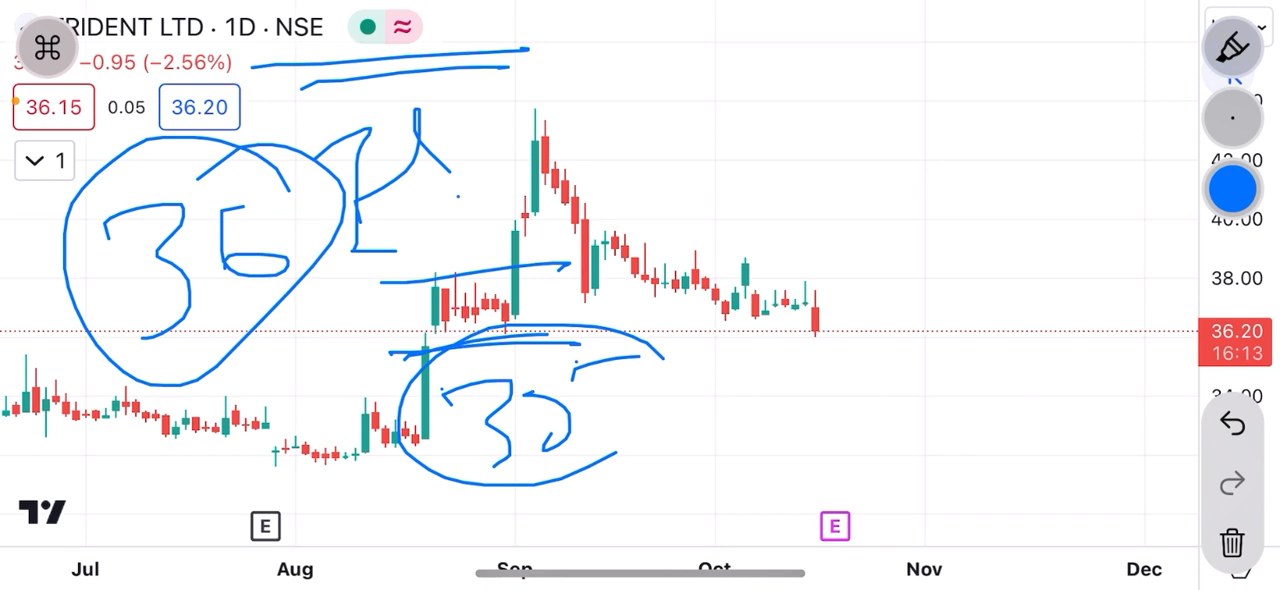 RIDENT LTD · 1D · NSE
−0.95 (−2.56%)
36.15 0.05 36.20
1
36
42.00
40.00
38.00
36.20
16:13
34.00
35
E E
Jul Aug Sep Oct Nov Dec